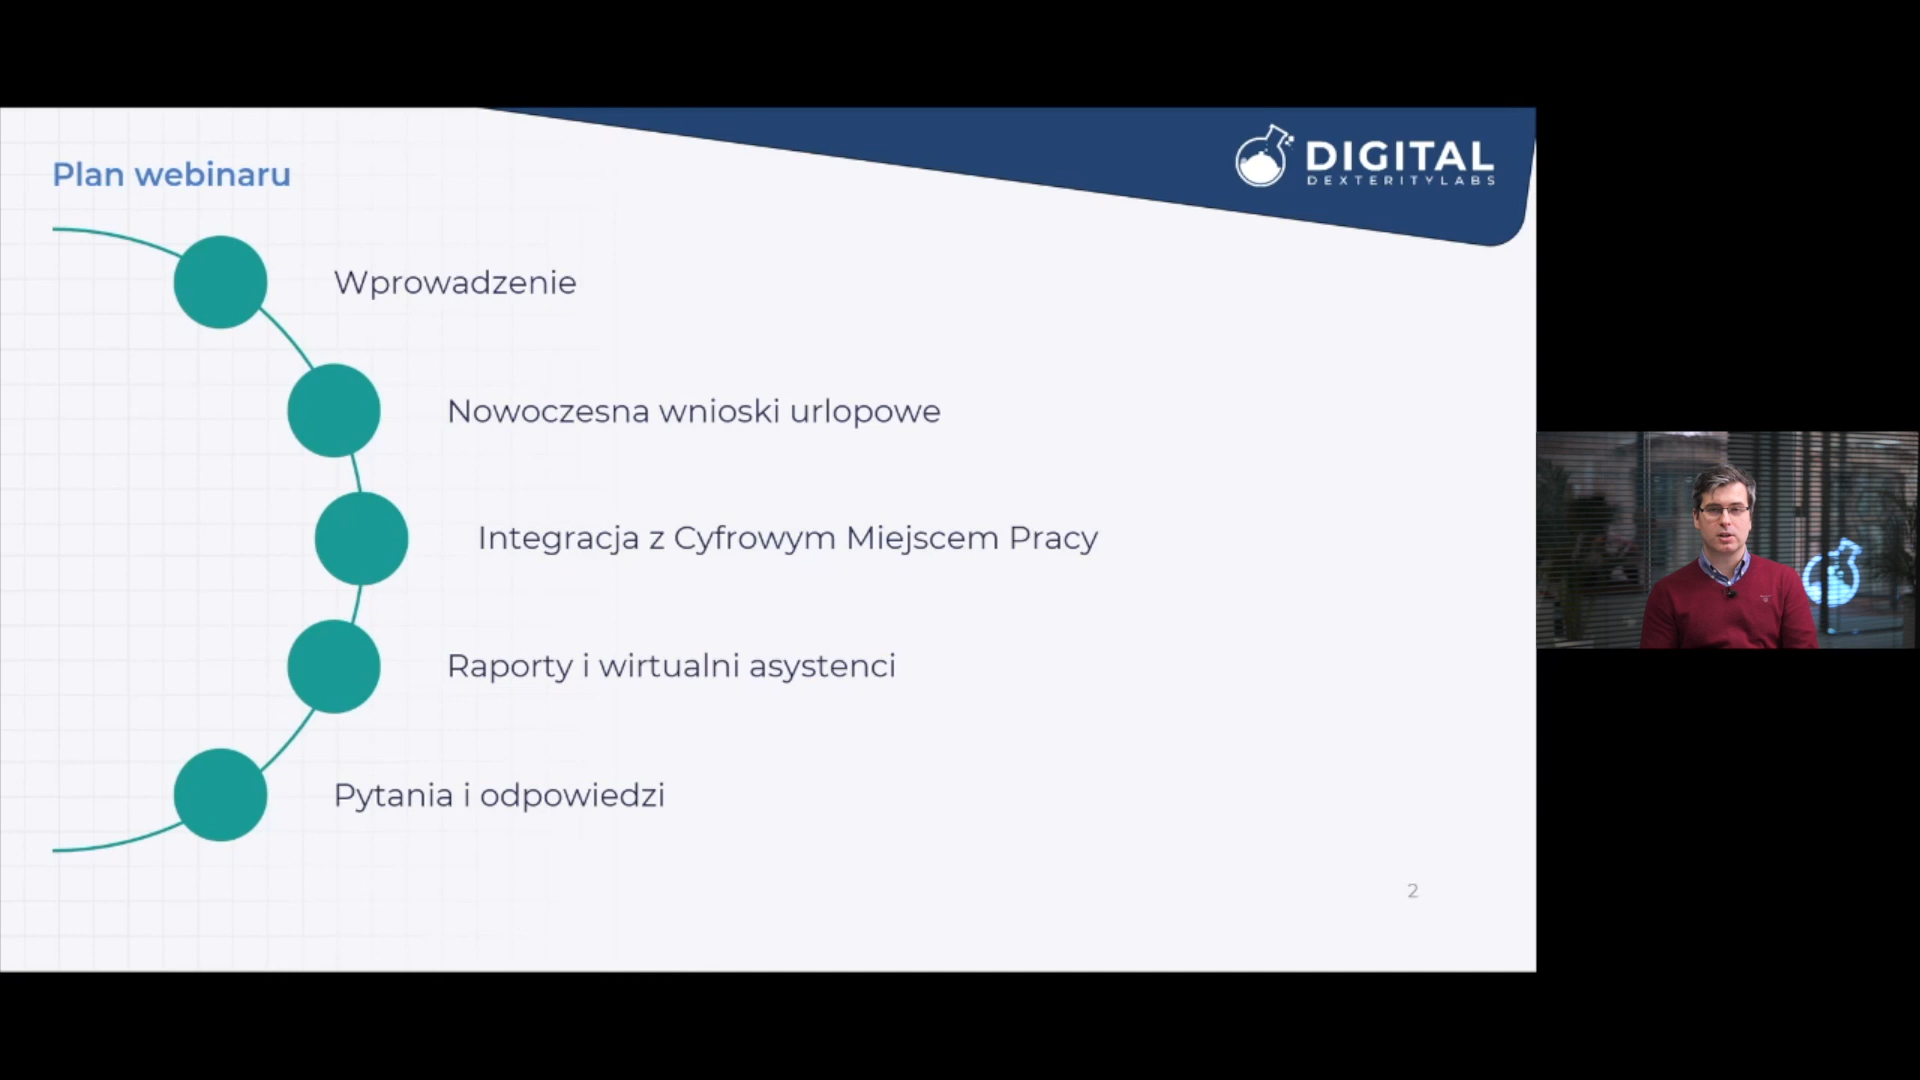 Plan webinaru
DIGITAL
DEXTERITYLABS
Wprowadzenie
Nowoczesna wnioski urlopowe
Integracja z Cyfrowym Miejscem Pracy
Raporty i wirtualni asystenci
Pytania i odpowiedzi
2